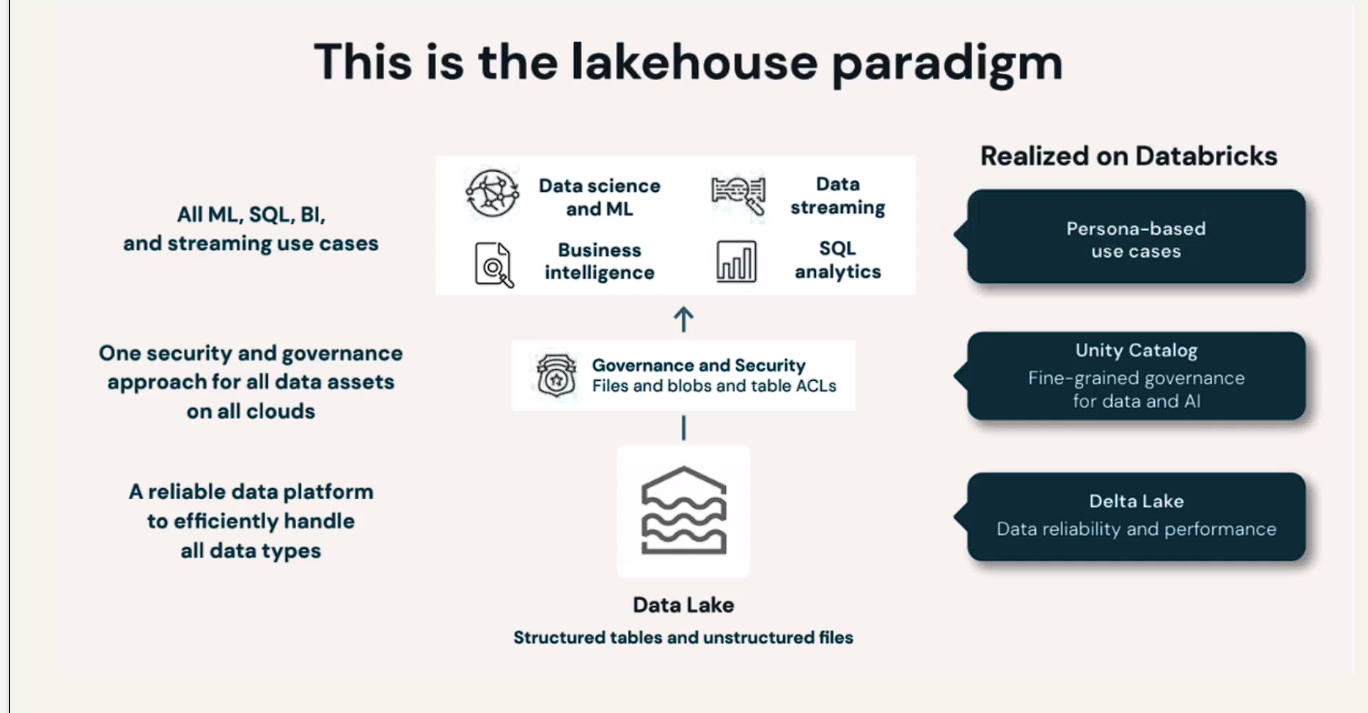 This is the lakehouse paradigm
Realized on Databricks
All ML, SQL, BI,
and streaming use cases
Data science
and ML
Data
streaming
Business
intelligence
SQL
analytics
Persona-based
use cases
One security and governance
approach for all data assets
on all clouds
Governance and Security
Files and blobs and table ACLs
Unity Catalog
Fine-grained governance
for data and AI
A reliable data platform
to efficiently handle
all data types
Delta Lake
Data reliability and performance
Data Lake
Structured tables and unstructured files